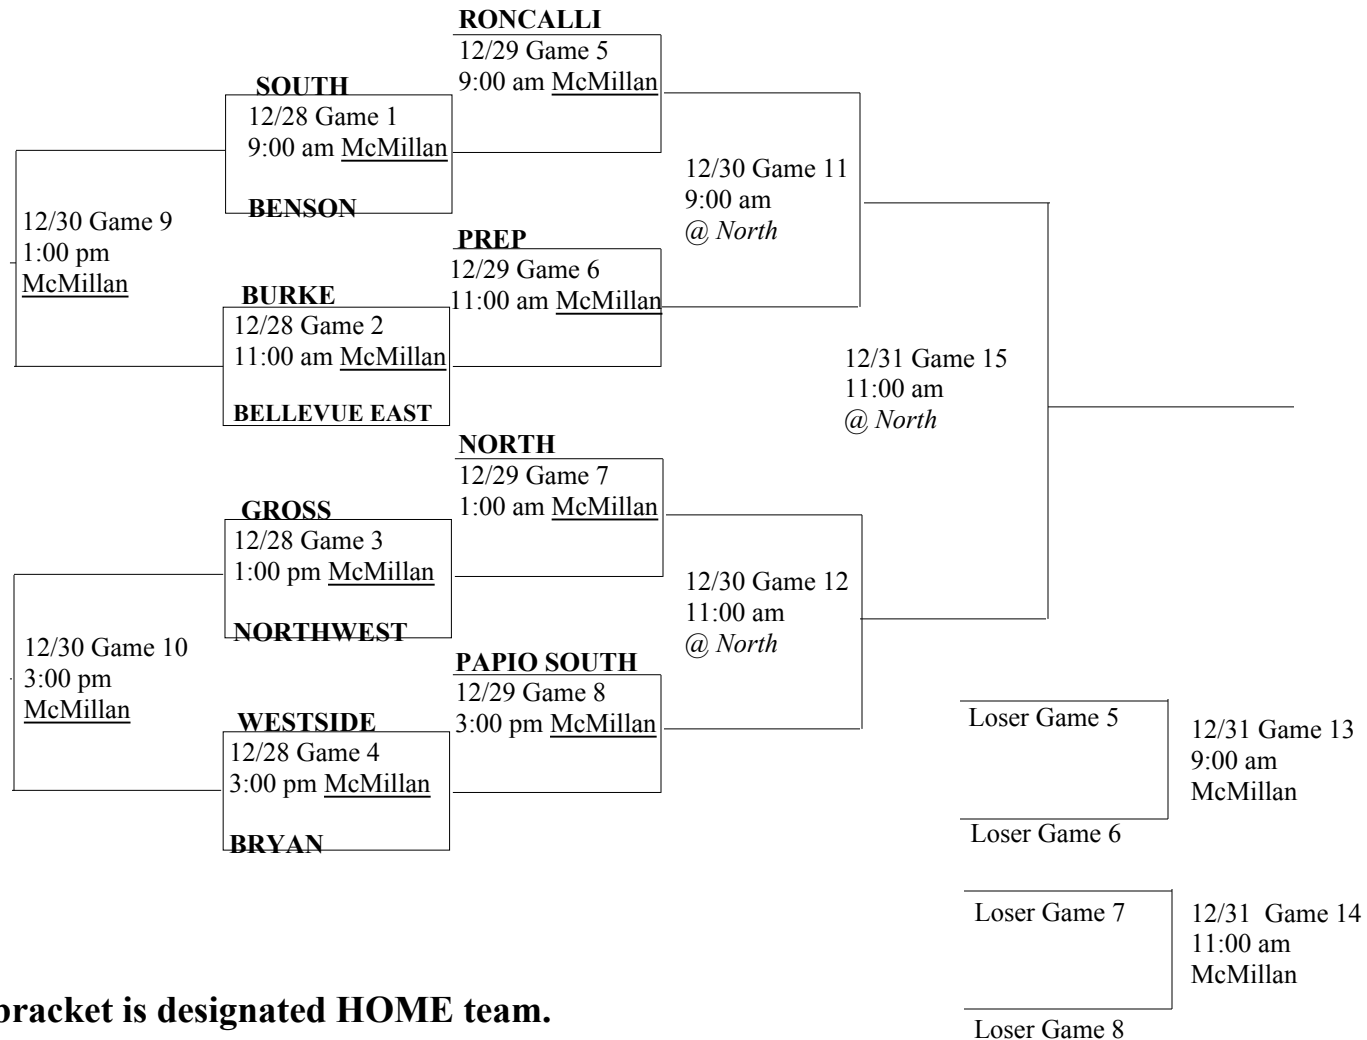 RONCALLI
12/29 Game 5
9:00 am McMillan
SOUTH
12/28 Game 1
9:00 am McMillan
BENSON
12/30 Game 9
1:00 pm
McMillan
12/30 Game 11
9:00 am
@ North
PREP
12/29 Game 6
11:00 am McMillan
BURKE
12/28 Game 2
11:00 am McMillan
BELLEVUE EAST
12/31 Game 15
11:00 am
@ North
NORTH
12/29 Game 7
1:00 am McMillan
GROSS
12/28 Game 3
1:00 pm McMillan
NORTHWEST
12/30 Game 12
11:00 am
@ North
12/30 Game 10
3:00 pm
McMillan
PAPIO SOUTH
12/29 Game 8
3:00 pm McMillan
WESTSIDE
12/28 Game 4
3:00 pm McMillan
BRYAN
Loser Game 5
12/31 Game 13
9:00 am
McMillan
Loser Game 6
Loser Game 7
12/31  Game 14
11:00 am
McMillan
Loser Game 8
bracket is designated HOME team.